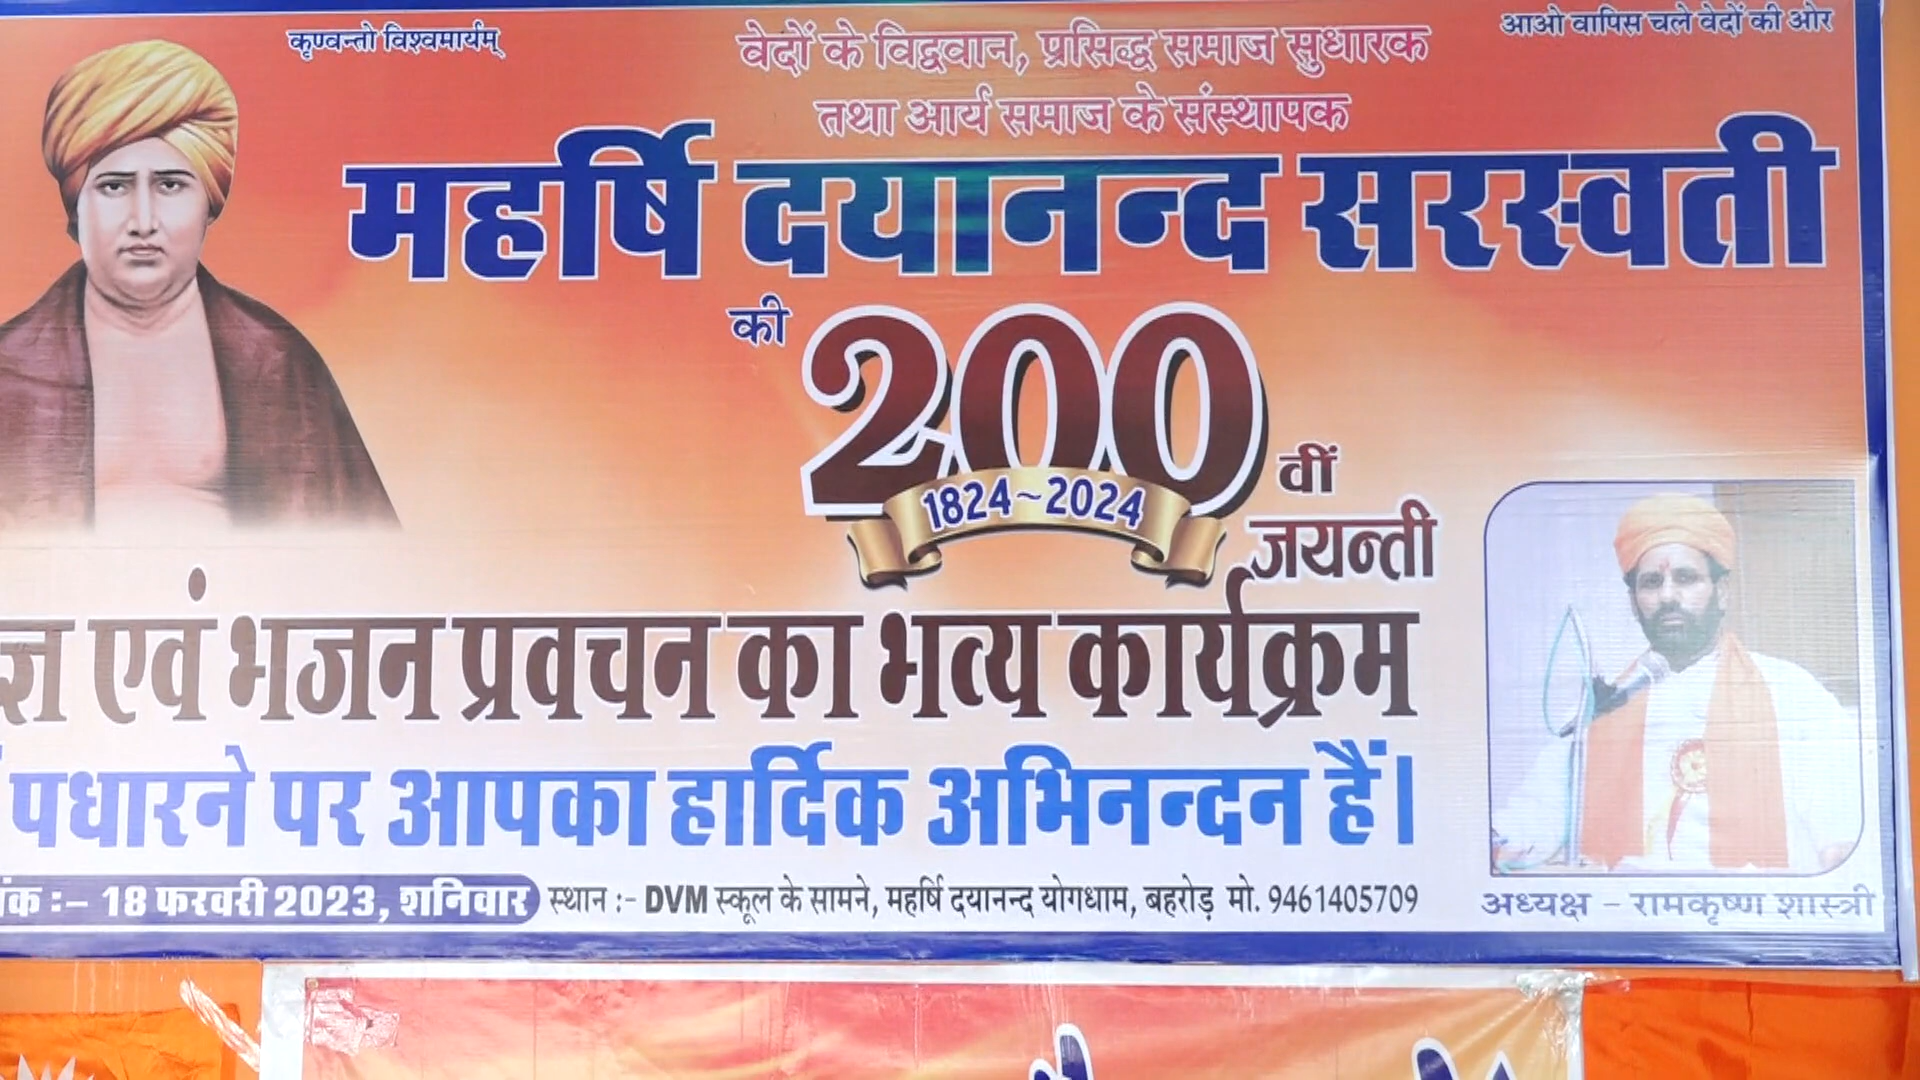 कृण्वन्तो विश्वमार्यम्
आओ वापिस चले वेदों की ओर
वेदों के विद्ववान, प्रसिद्ध समाज सुधारक
तथा आर्य समाज के संस्थापक
महर्षि दयानन्द सरस्वती
की 200 वीं
1824~2024
जयन्ती
एवं भजन प्रवचन का भव्य कार्यक्रम
पधारने पर आपका हार्दिक अभिनन्दन हैं।
:- 18 फरवरी 2023, शनिवार स्थान :- DVM स्कूल के सामने, महर्षि दयानन्द योगधाम, बहरोड़ मो. 9461405709
अध्यक्ष - रामकृष्ण शास्त्री